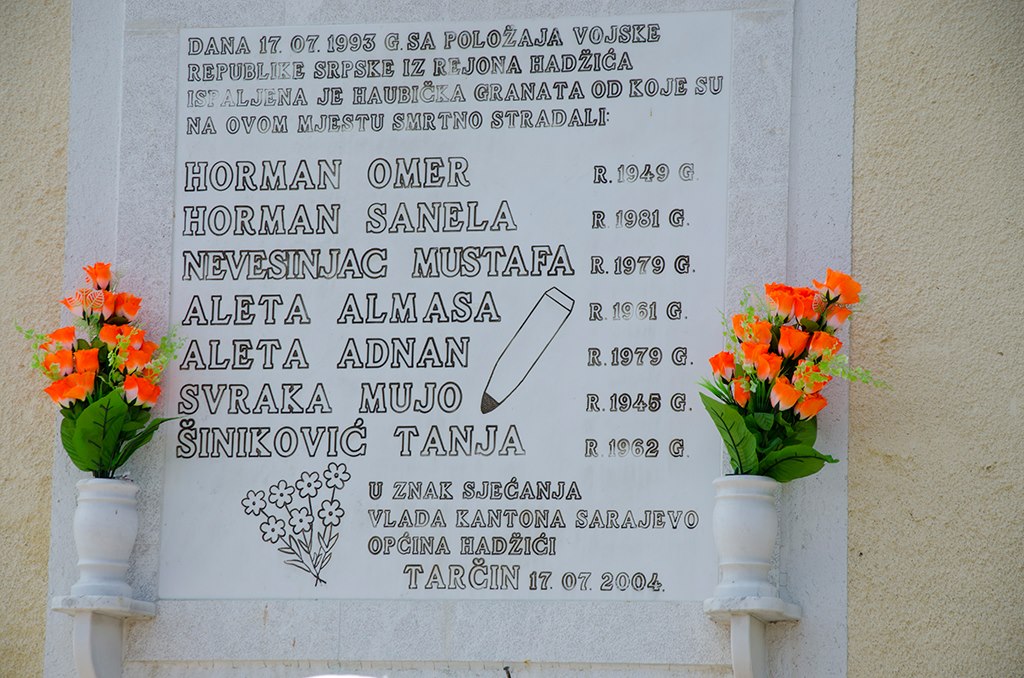 DANA 17. 07. 1993 G. SA POLOŽAJA VOJSKE
REPUBLIKE SRPSKE IZ REJONA HADŽIĆA
ISPALJENA JE HAUBIČKA GRANATA OD KOJE SU
NA OVOM MJESTU SMRTNO STRADALI:
HORMAN OMER R. 1949 G.
HORMAN SANELA R. 1981 G.
NEVESINJAC MUSTAFA R. 1979 G.
ALETA ALMASA R. 1961 G.
ALETA ADNAN R. 1979 G.
SVRAKA MUJO R. 1945 G.
ŠINIKOVIĆ TANJA R. 1962 G.
U ZNAK SJEĆANJA
VLADA KANTONA SARAJEVO
OPĆINA HADŽIĆI
TARČIN 17. 07. 2004.